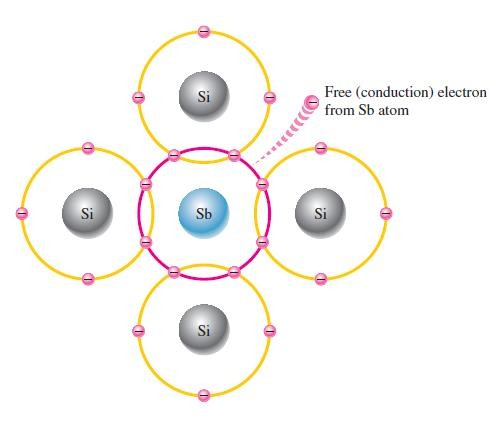 Si
Free (conduction) electron
from Sb atom
Si
Sb
Si
Si